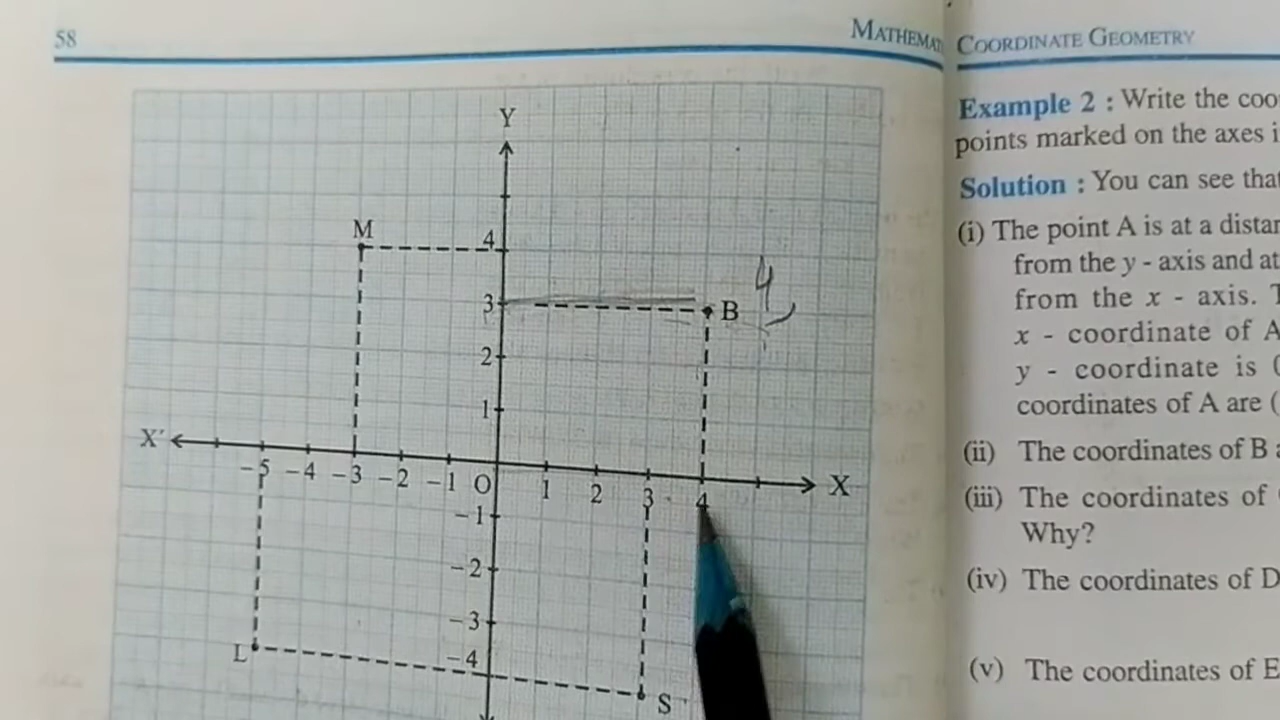 58
MATHEMAT
COORDINATE GEOMETRY
Y
M
4
3
B
4
2
1
X′
-5 -4 -3 -2 -1 O 1 2 3 4 X
-1
-2
-3
L
-4
S
Example 2 : Write the coo
points marked on the axes i
Solution : You can see that
(i) The point A is at a distan
from the y - axis and at
from the x - axis. T
x - coordinate of A
y - coordinate is 0
coordinates of A are (
(ii) The coordinates of B a
(iii) The coordinates of
Why?
(iv) The coordinates of D
(v) The coordinates of E